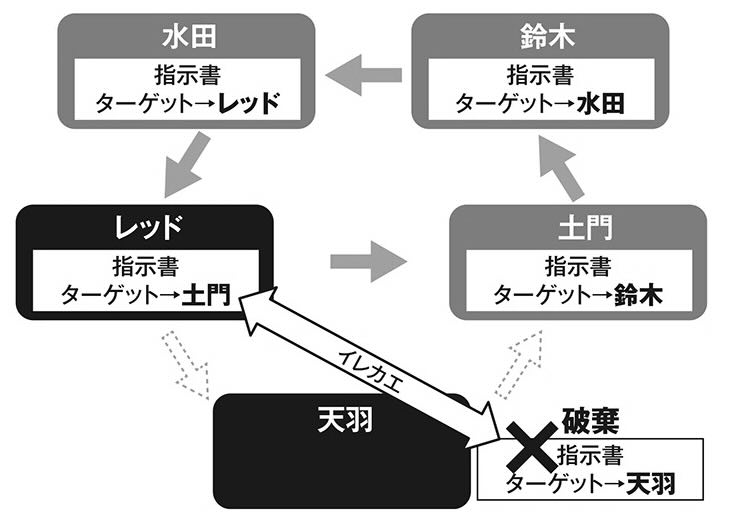 水田
指示書
ターゲット→レッド
鈴木
指示書
ターゲット→水田
レッド
指示書
ターゲット→土門
土門
指示書
ターゲット→鈴木
イレカエ
天羽
破棄
指示書
ターゲット→天羽